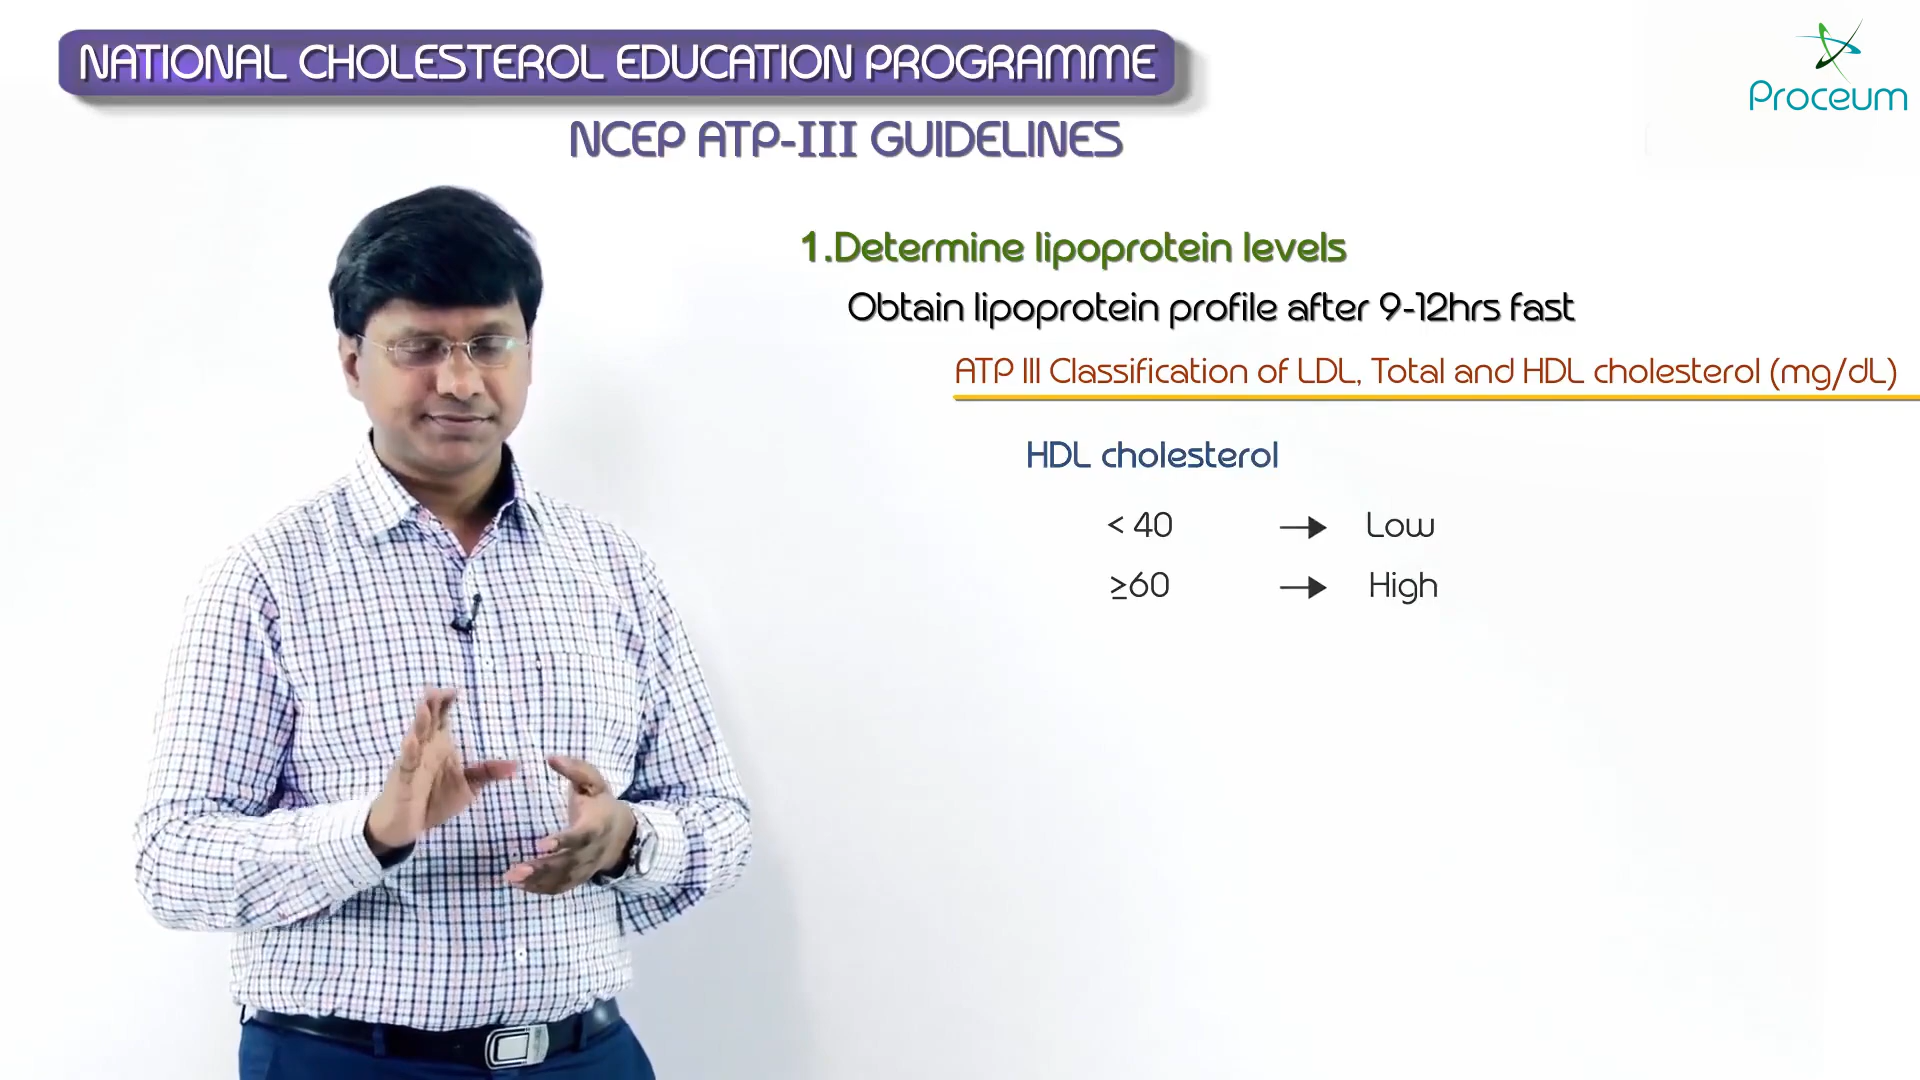 NATIONAL CHOLESTEROL EDUCATION PROGRAMME
Proceum
NCEP ATP-III GUIDELINES
1.Determine lipoprotein levels
Obtain lipoprotein profile after 9-12hrs fast
ATP III Classification of LDL, Total and HDL cholesterol (mg/dL)
HDL cholesterol
< 40 → Low
≥60 → High